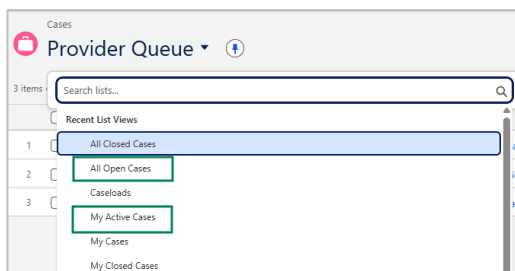 Cases
Provider Queue
3 items •
Search lists...
Recent List Views
1 All Closed Cases
All Open Cases
2 Caseloads
3 My Active Cases
My Cases
My Closed Cases